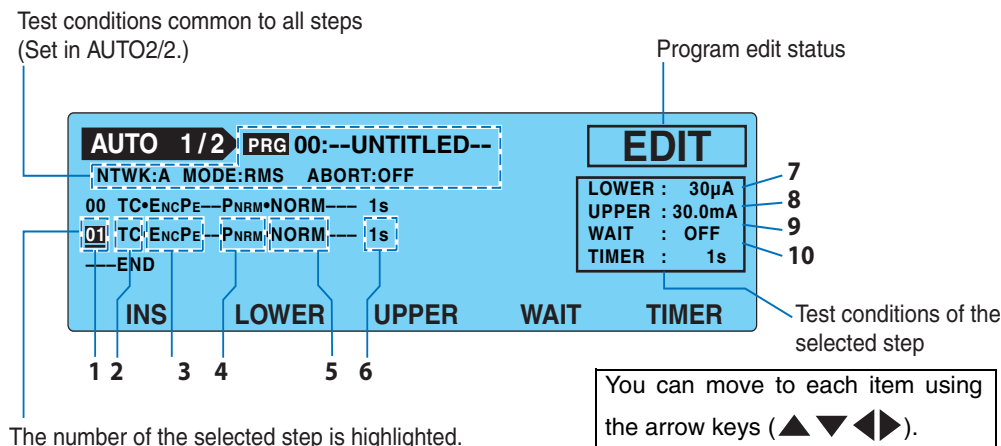 Test conditions common to all steps
(Set in AUTO2/2.)
Program edit status
AUTO 1/2 PRG 00:--UNTITLED--
EDIT
NTWK:A MODE:RMS ABORT:OFF
00 TC•ENCPE--PNRM•NORM--- 1s
01 TC ENCPE--PNRM NORM--- 1s
---END
LOWER : 30µA
UPPER : 30.0mA
WAIT : OFF
TIMER : 1s
7
8
9
10
INS LOWER UPPER WAIT TIMER
Test conditions of the
selected step
1 2 3 4 5 6
You can move to each item using
the arrow keys (▲ ▼ ◀▶).
The number of the selected step is highlighted.